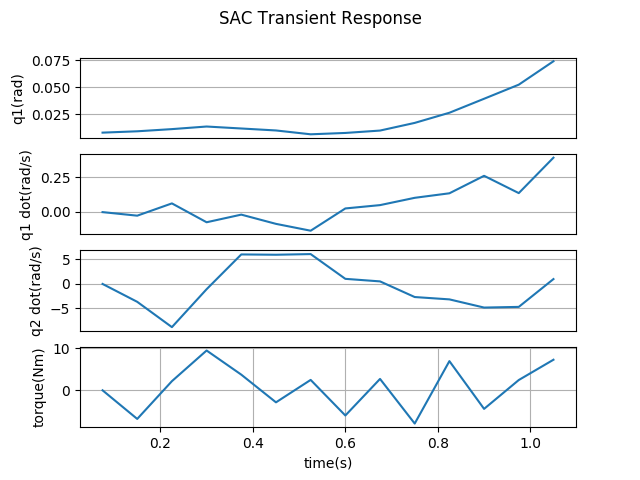 SAC Transient Response
0.075
0.050
0.025
q1(rad)
0.25
0.00
q1 dot(rad/s)
5
0
−5
q2 dot(rad/s)
10
0
torque(Nm)
0.2 0.4 0.6 0.8 1.0
time(s)